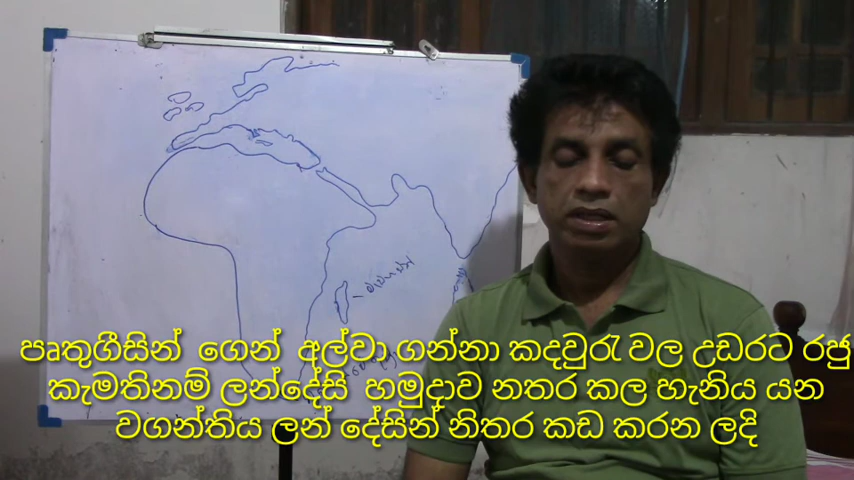 පෘතුගීසින් ගෙන් අල්වා ගන්නා කදවුරැ වල උඩරට රජු
කැමතිනම් ලන්දේසි හමුදාව නතර කල හැකිය යන
වගන්තිය ලන් දේසින් නිතර කඩ කරන ලදි